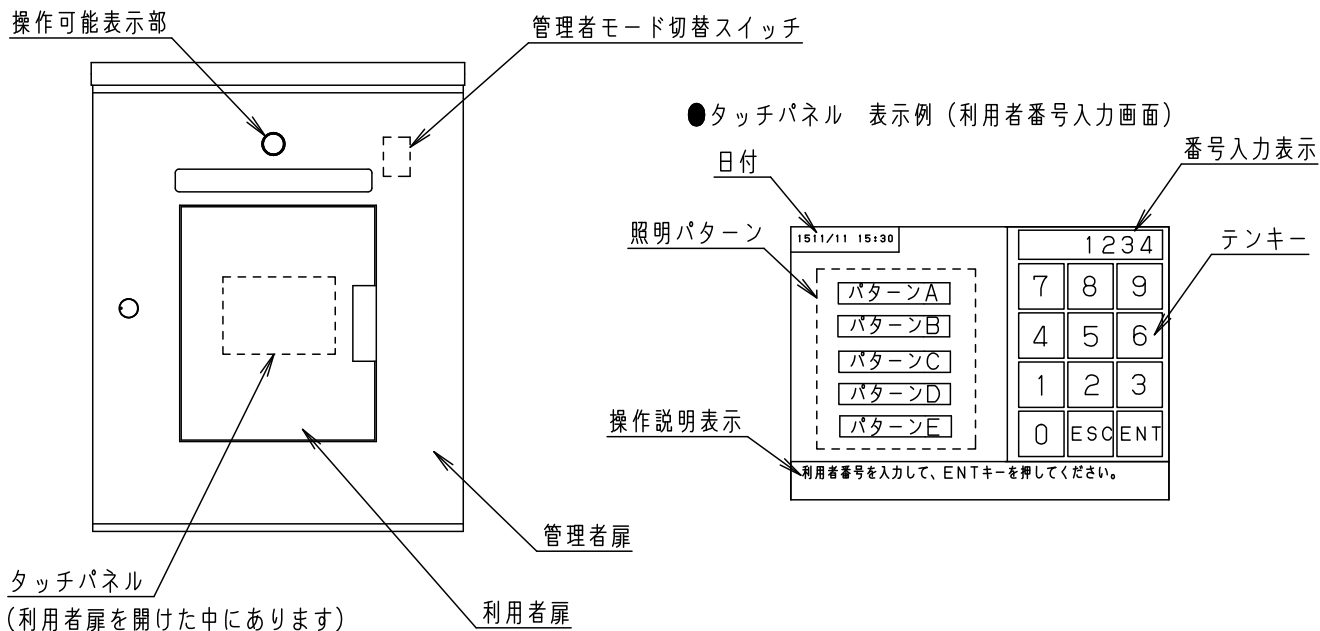 操作可能表示部
管理者モード切替スイッチ
●タッチパネル 表示例（利用者番号入力画面）
日付
番号入力表示
照明パターン
テンキー
1511/11 15:30
1234
パターンA
パターンB
パターンC
パターンD
パターンE
7 8 9
4 5 6
1 2 3
0 ESC ENT
操作説明表示
利用者番号を入力して、ENTキーを押してください。
管理者扉
タッチパネル
（利用者扉を開けた中にあります）
利用者扉